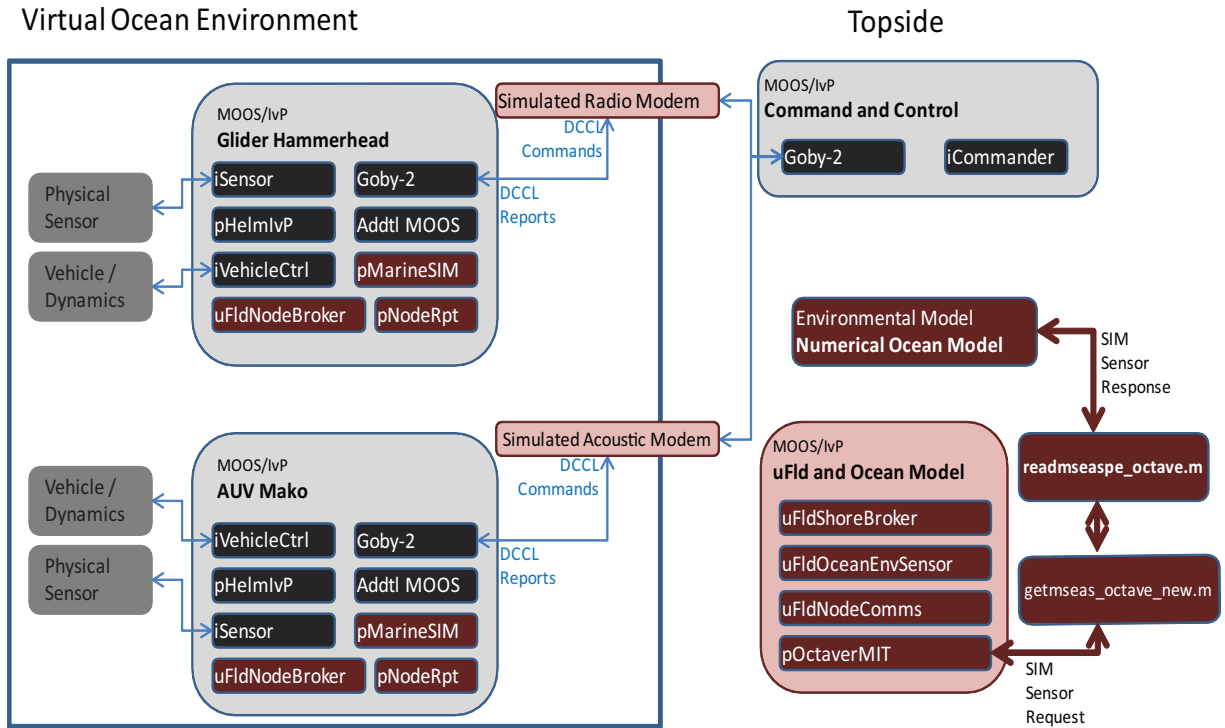 Virtual Ocean Environment
Topside
MOOS/IvP
Glider Hammerhead
iSensor
Goby-2
pHelmIvP
Addtl MOOS
iVehicleCtrl
pMarineSIM
uFldNodeBroker
pNodeRpt
Physical
Sensor
Vehicle /
Dynamics
Simulated Radio Modem
DCCL
Commands
DCCL
Reports
MOOS/IvP
Command and Control
Goby-2
iCommander
Environmental Model
Numerical Ocean Model
SIM
Sensor
Response
Simulated Acoustic Modem
DCCL
Commands
DCCL
Reports
MOOS/IvP
AUV Mako
iVehicleCtrl
Goby-2
pHelmIvP
Addtl MOOS
iSensor
pMarineSIM
uFldNodeBroker
pNodeRpt
Vehicle /
Dynamics
Physical
Sensor
MOOS/IvP
uFld and Ocean Model
uFldShoreBroker
uFldOceanEnvSensor
uFldNodeComms
pOctaverMIT
readmseaspe_octave.m
getmseas_octave_new.m
SIM
Sensor
Request